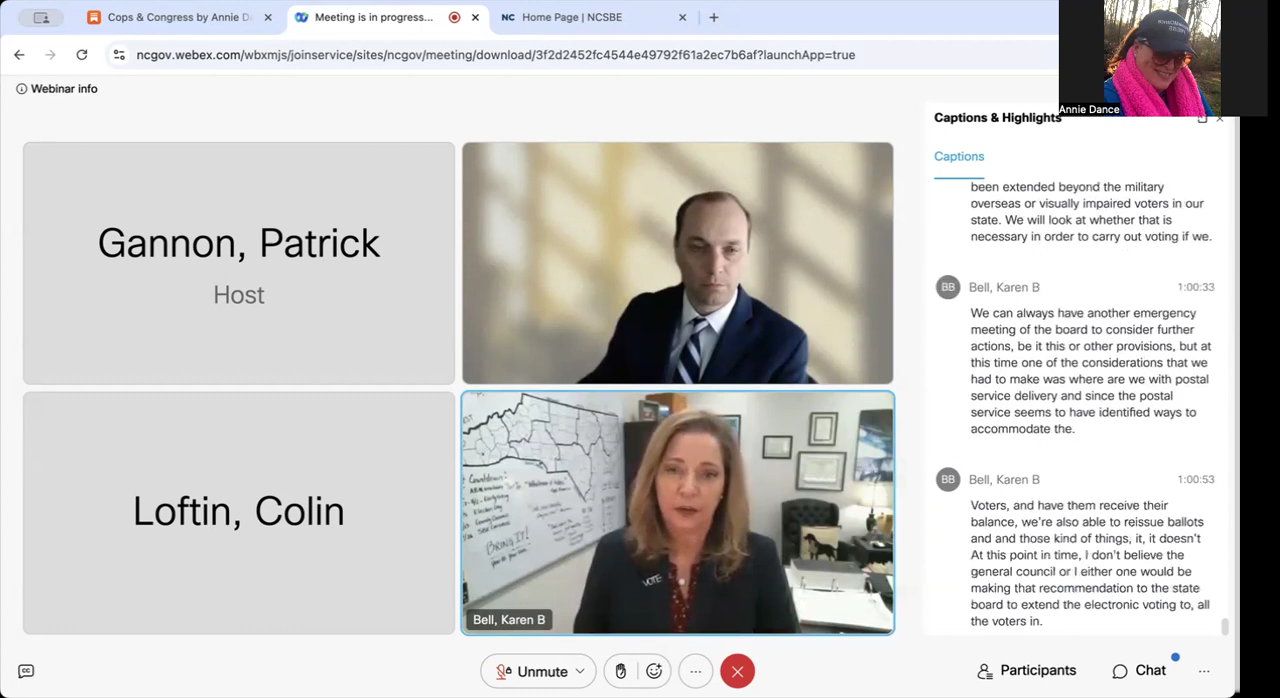 Cops & Congress by Annie D
Meeting is in progress...
NC Home Page | NCSBE
ncgov.webex.com/wbxmjs/joinservice/sites/ncgov/meeting/download/3f2d2452fc4544e49792f61a2ec7b6af?launchApp=true
Annie Dance
Webinar info
Captions & Highlights
Captions
been extended beyond the military
overseas or visually impaired voters in our
state. We will look at whether that is
necessary in order to carry out voting if we.
BB Bell, Karen B 1:00:33
We can always have another emergency
meeting of the board to consider further
actions, be it this or other provisions, but at
this time one of the considerations that we
had to make was where are we with postal
service delivery and since the postal
service seems to have identified ways to
accommodate the.
BB Bell, Karen B 1:00:53
Voters, and have them receive their
balance, we're also able to reissue ballots
and and those kind of things, it, it doesn't
At this point in time, I don't believe the
general council or I either one would be
making that recommendation to the state
board to extend the electronic voting to, all
the voters in.
Gannon, Patrick
Host
Loftin, Colin
Countdown
BRING IT!
VOTE
Bell, Karen B
CC
Unmute
Participants
Chat